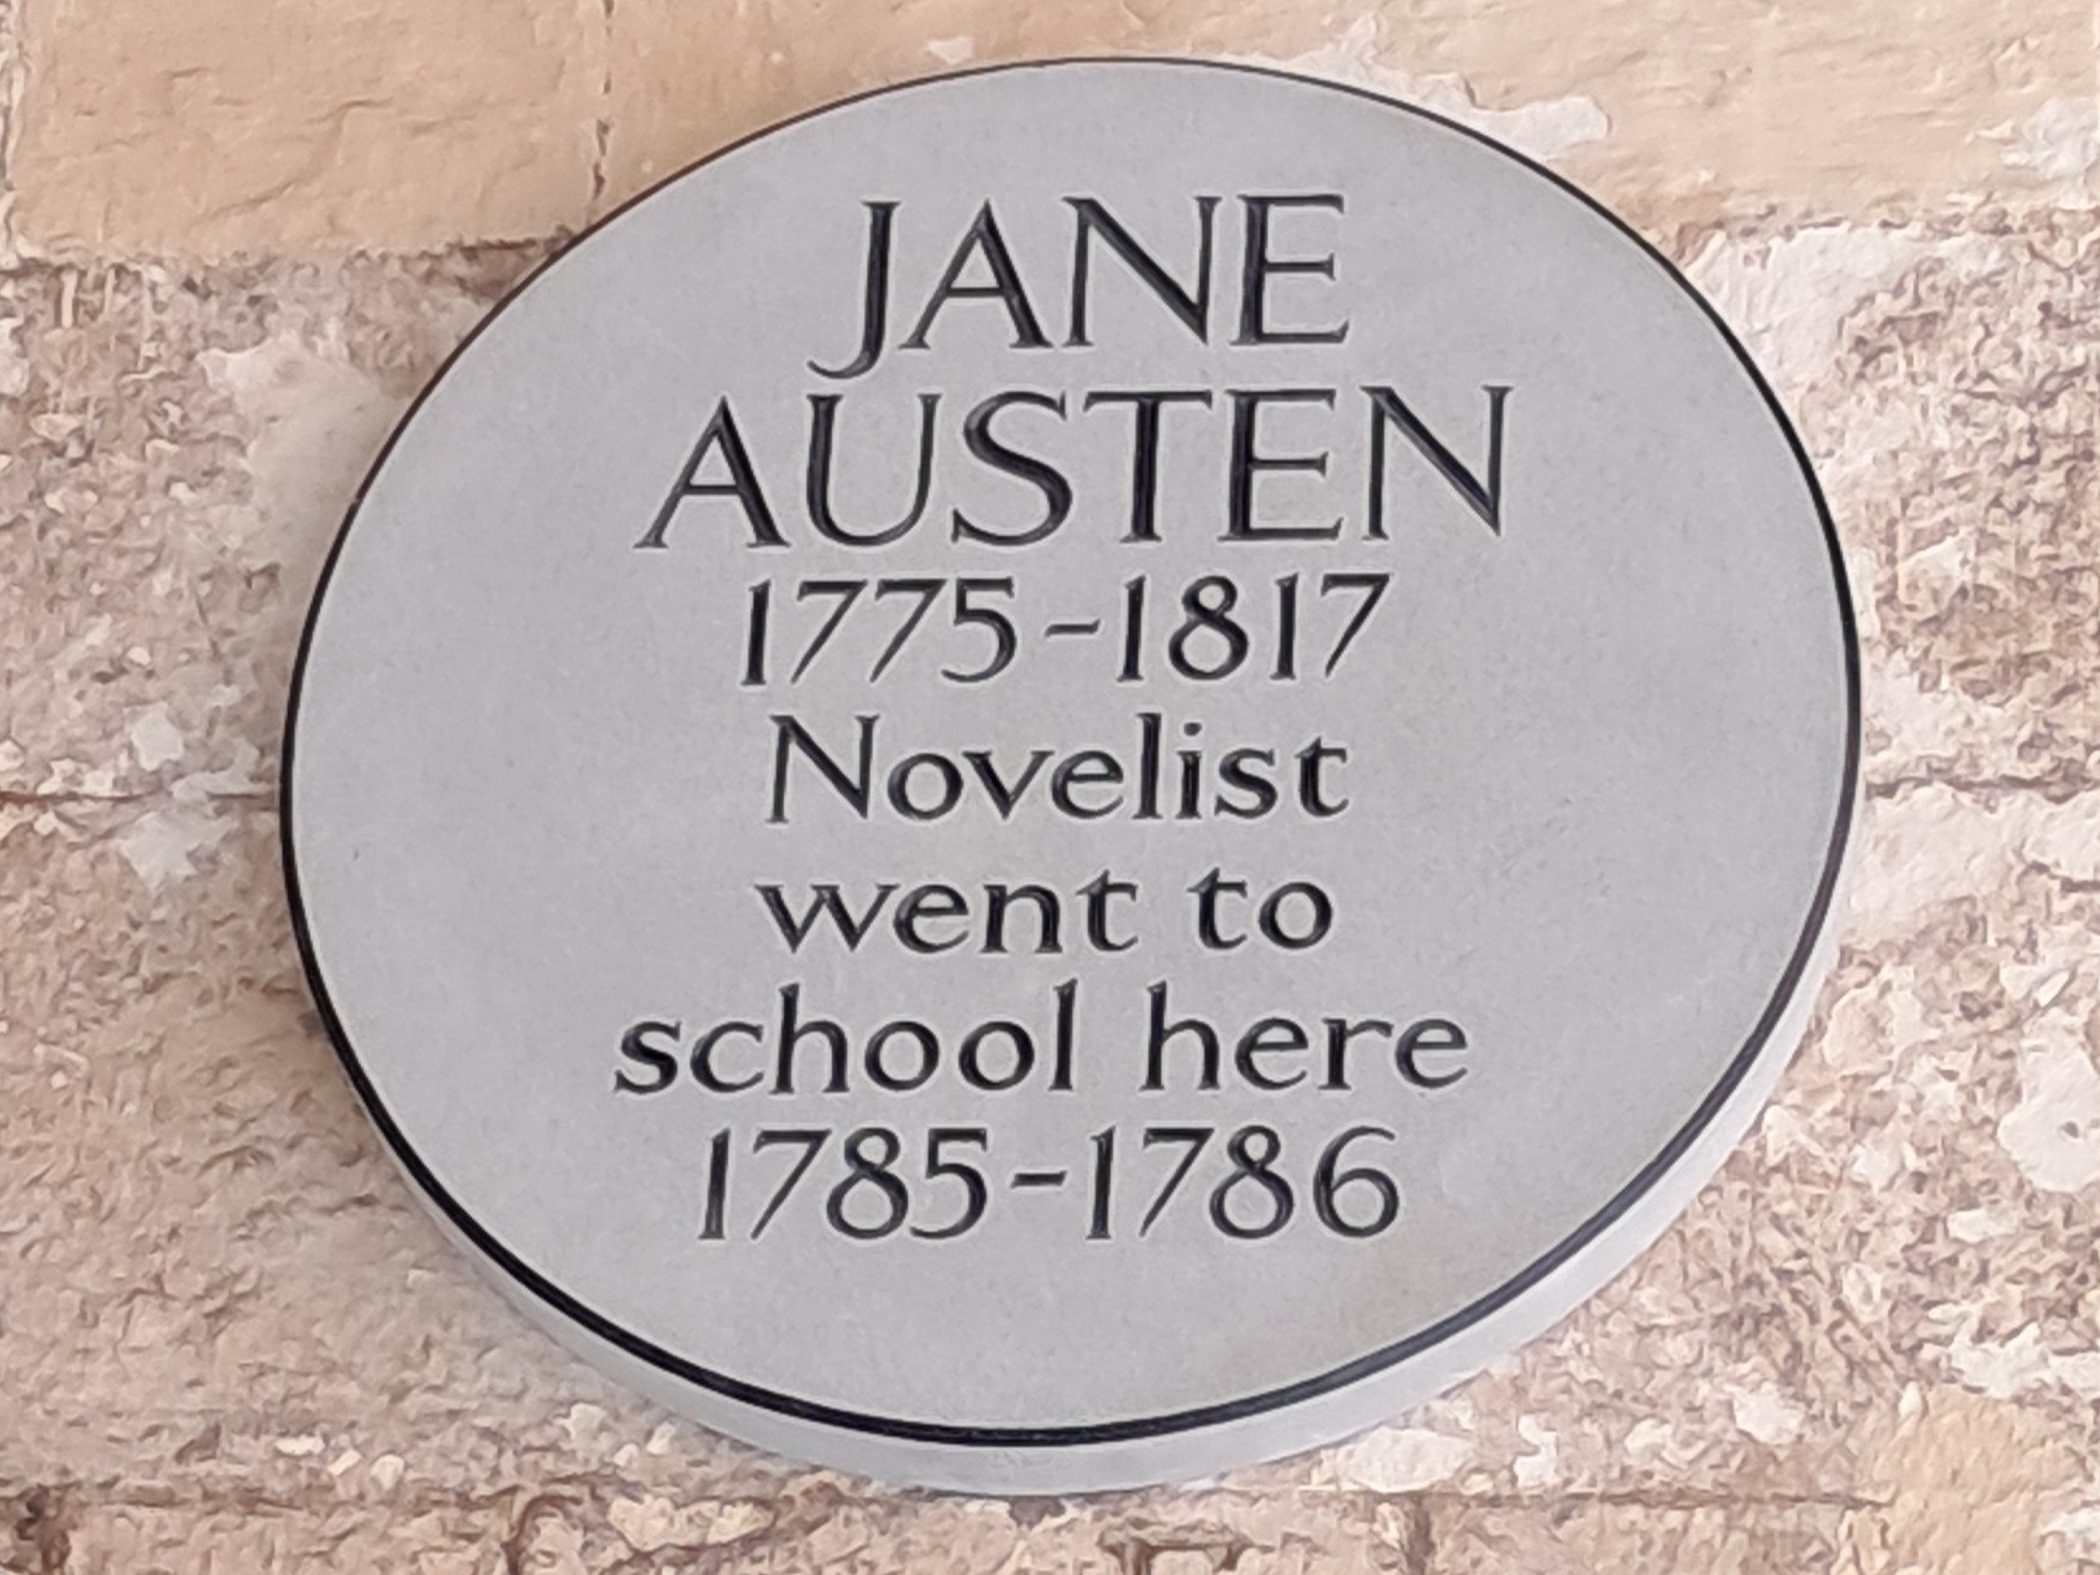 JANE
AUSTEN
1775-1817
Novelist
went to
school here
1785-1786